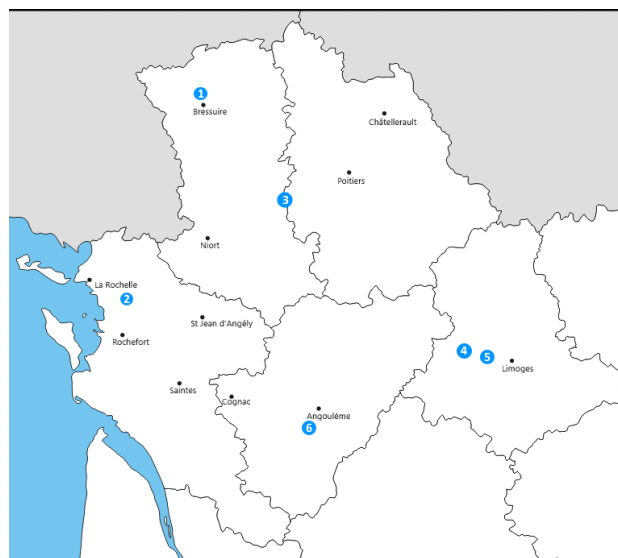 1
Bressuire
Châtellerault
Poitiers
3
Niort
La Rochelle
2
St Jean d'Angély
Rochefort
4
5
Limoges
Saintes
Cognac
Angoulême
6